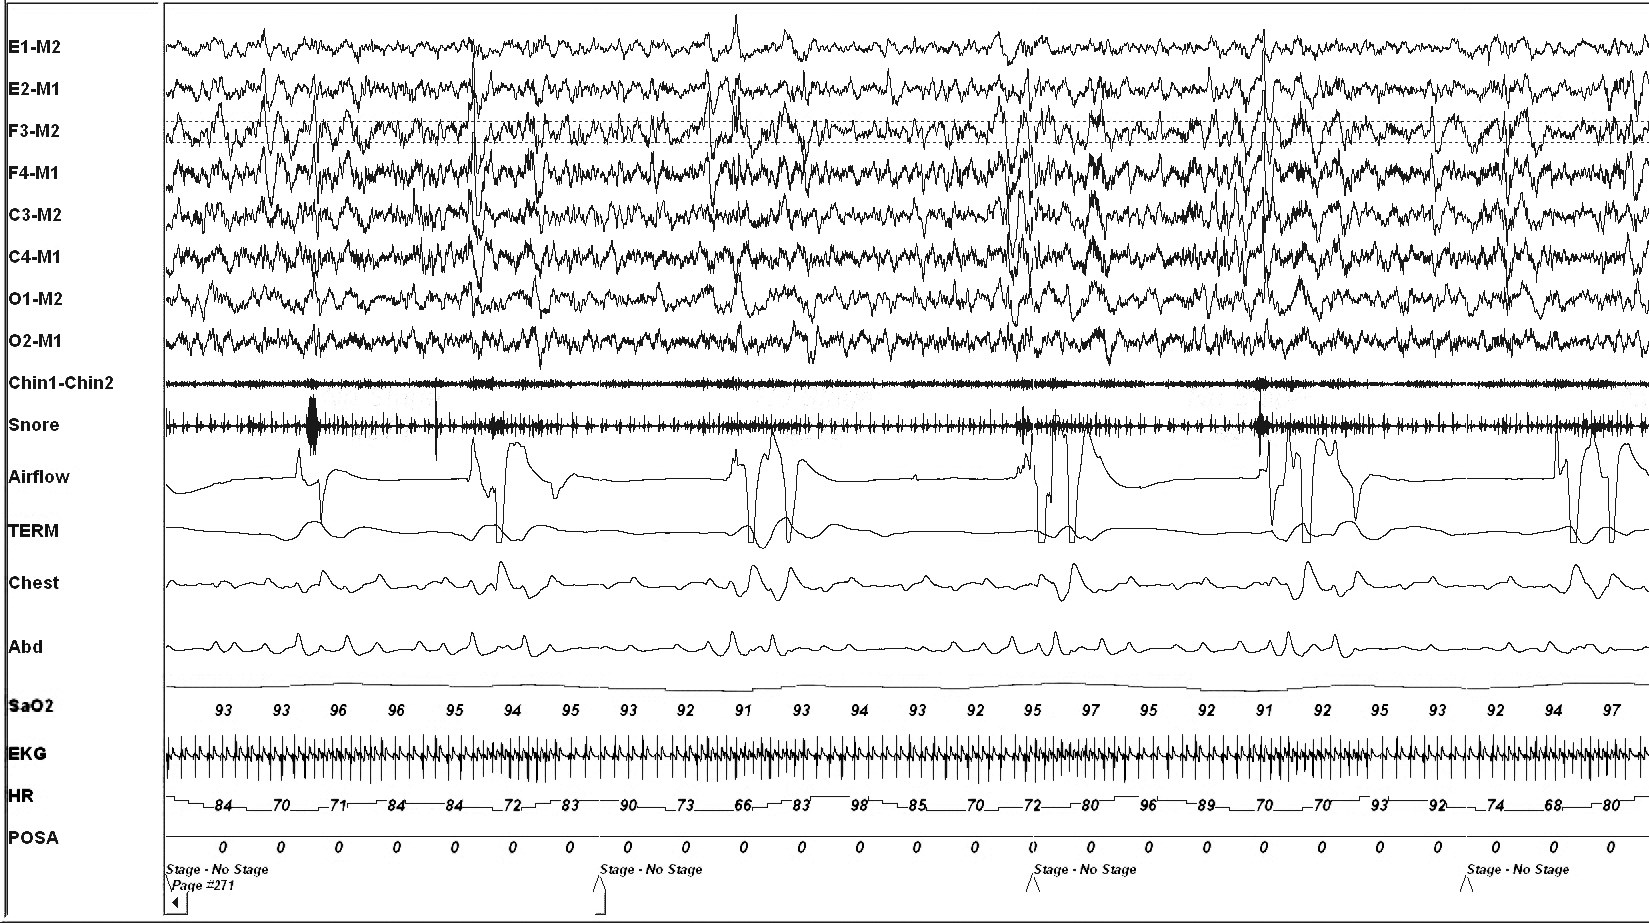 E1-M2
E2-M1
F3-M2
F4-M1
C3-M2
C4-M1
O1-M2
O2-M1
Chin1-Chin2
Snore
Airflow
TERM
Chest
Abd
SaO2 93 93 96 96 95 94 95 93 92 91 93 94 93 92 95 97 95 92 91 92 95 93 92 94 97
EKG
HR 84 70 71 84 84 72 83 90 73 66 83 98 85 70 72 80 96 89 70 70 93 92 74 68 80
POSA
0 0 0 0 0 0 0 0 0 0 0 0 0 0 0 0 0 0 0 0 0 0 0 0 0
Stage - No Stage Stage - No Stage Stage - No Stage Stage - No Stage
Page #271